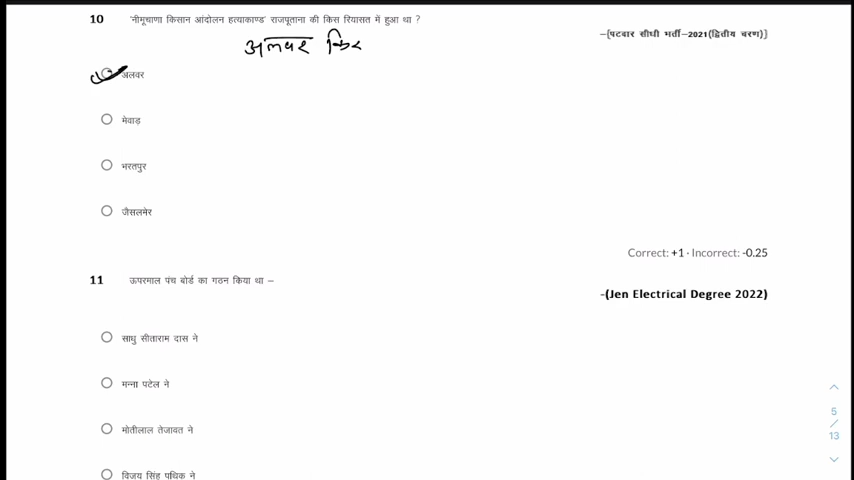 10 'नीमूचाणा किसान आंदोलन हत्याकाण्ड' राजपूताना की किस रियासत में हुआ था ?
-{पटवार सीधी भर्ती-2021(द्वितीय चरण)}
अलवर
अलवर
मेवाड़
भरतपुर
जैसलमेर
Correct: +1 · Incorrect: -0.25
11 ऊपरमाल पंच बोर्ड का गठन किया था –
-(Jen Electrical Degree 2022)
साधु सीताराम दास ने
मन्ना पटेल ने
मोतीलाल तेजावत ने
विजय सिंह पथिक ने
5
/
13